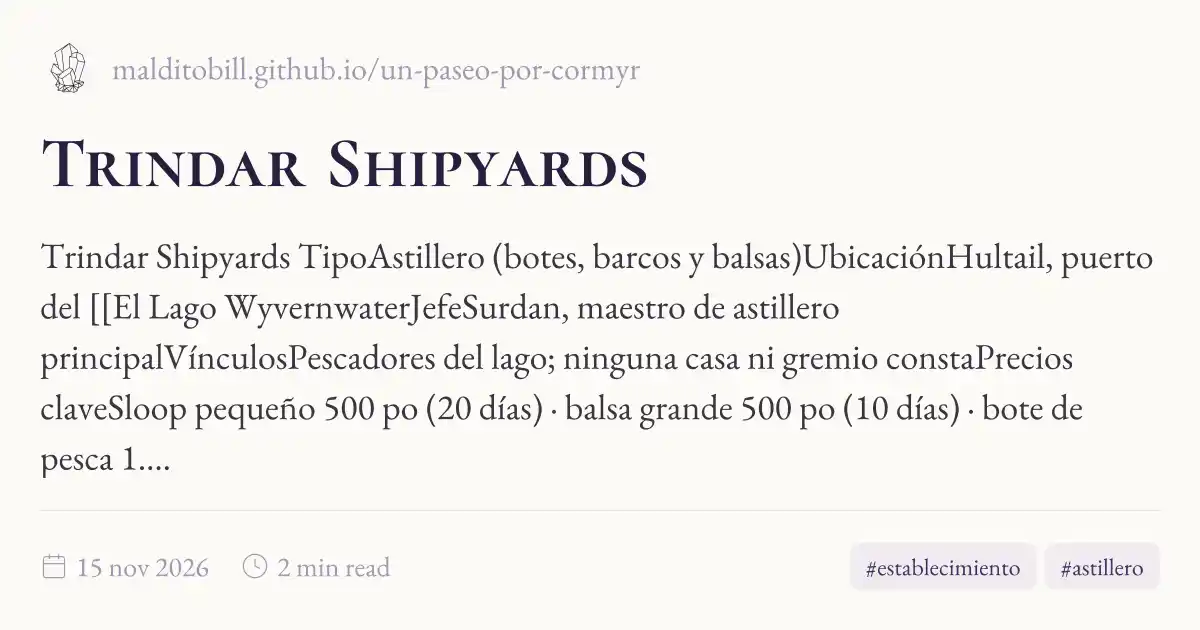 malditobill.github.io/un-paseo-por-cormyr
Trindar Shipyards
Trindar Shipyards TipoAstillero (botes, barcos y balsas)UbicaciónHultail, puerto
del [[El Lago WyvernwaterJefeSurdan, maestro de astillero
principalVínculosPescadores del lago; ninguna casa ni gremio constaPrecios
claveSloop pequeño 500 po (20 días) · balsa grande 500 po (10 días) · bote de
pesca 1....
15 nov 2026
2 min read
#establecimiento
#astillero